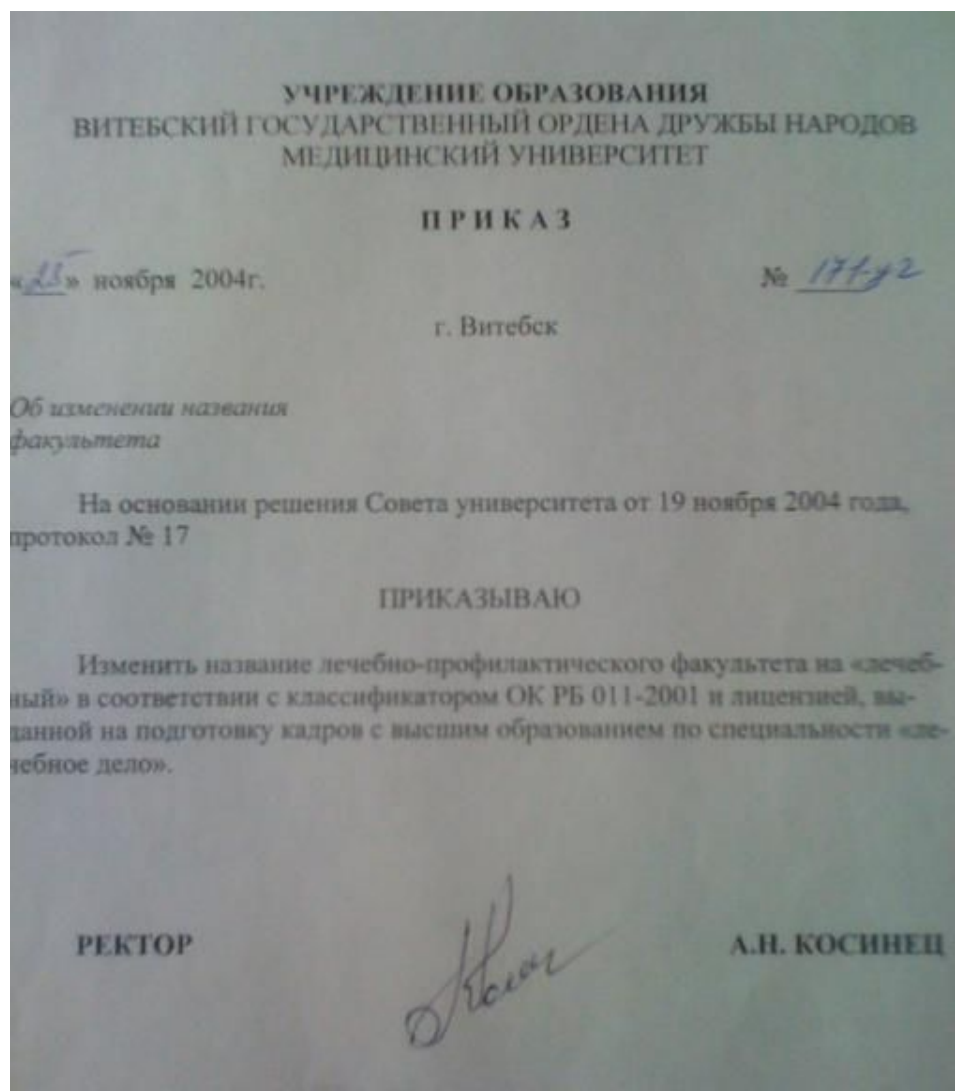 УЧРЕЖДЕНИЕ ОБРАЗОВАНИЯ
ВИТЕБСКИЙ ГОСУДАРСТВЕННЫЙ ОРДЕНА ДРУЖБЫ НАРОДОВ
МЕДИЦИНСКИЙ УНИВЕРСИТЕТ
ПРИКАЗ
« » ноября 2004г. №
г. Витебск
Об изменении названия
факультета
На основании решения Совета университета от 19 ноября 2004 года,
протокол № 17
ПРИКАЗЫВАЮ
Изменить название лечебно-профилактического факультета на «лечеб-
ный» в соответствии с классификатором ОК РБ 011-2001 и лицензией, вы-
данной на подготовку кадров с высшим образованием по специальности «ле-
чебное дело».
РЕКТОР А.Н. КОСИНЕЦ